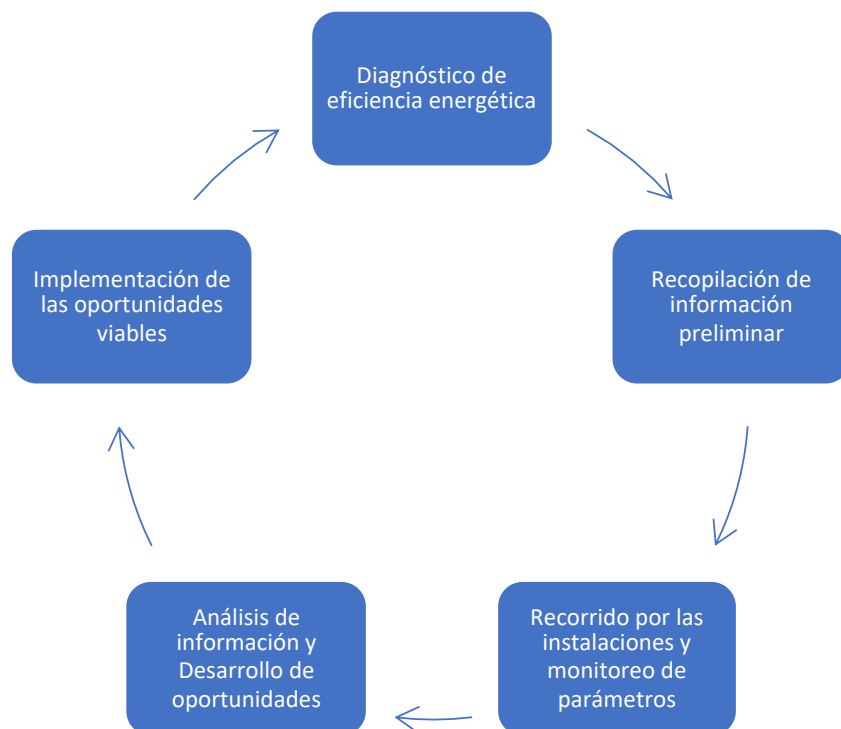 Diagnóstico de
eficiencia energética
Recopilación de
información
preliminar
Recorrido por las
instalaciones y
monitoreo de
parámetros
Análisis de
información y
Desarrollo de
oportunidades
Implementación de
las oportunidades
viables